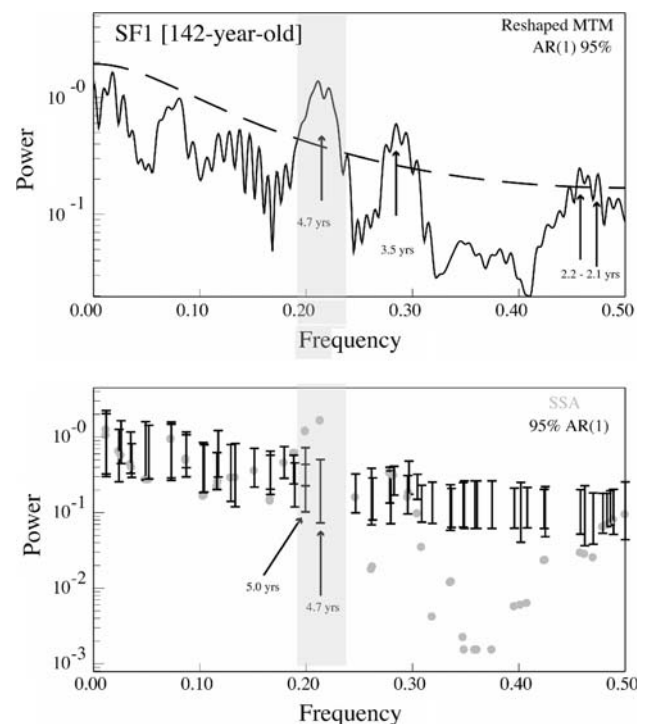 SF1 [142-year-old]
Reshaped MTM
AR(1) 95%
Power
10⁻⁰
10⁻¹
4.7 yrs
3.5 yrs
2.2 - 2.1 yrs
0.00 0.10 0.20 0.30 0.40 0.50
Frequency
SSA
95% AR(1)
Power
10⁻⁰
10⁻¹
10⁻²
10⁻³
5.0 yrs
4.7 yrs
0.00 0.10 0.20 0.30 0.40 0.50
Frequency